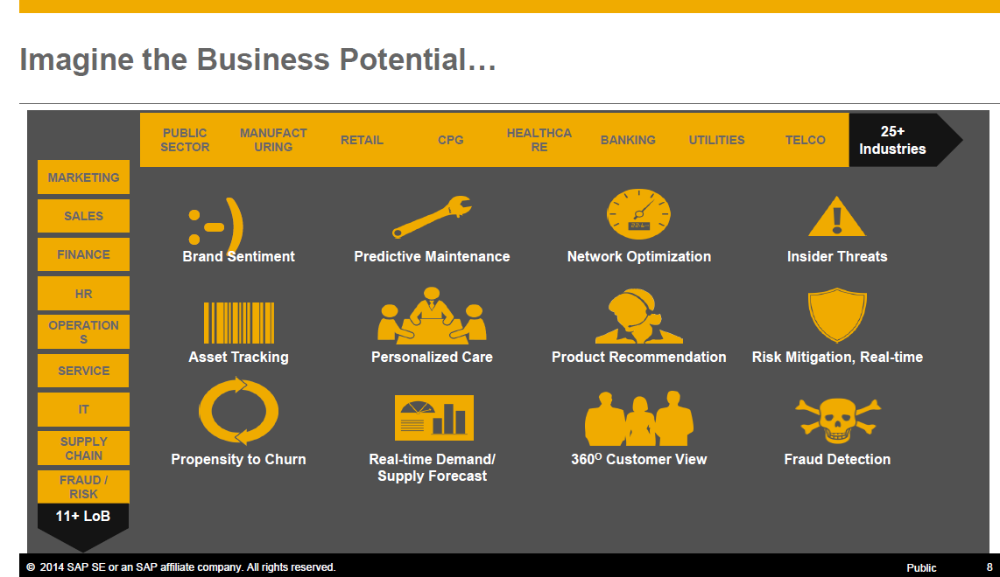 Imagine the Business Potential…
PUBLIC
SECTOR
MANUFACT
URING
RETAIL
CPG
HEALTHCA
RE
BANKING
UTILITIES
TELCO
25+
Industries
MARKETING
SALES
FINANCE
HR
OPERATION
S
SERVICE
IT
SUPPLY
CHAIN
FRAUD /
RISK
11+ LoB
Brand Sentiment
Predictive Maintenance
Network Optimization
Insider Threats
Asset Tracking
Personalized Care
Product Recommendation
Risk Mitigation, Real-time
Propensity to Churn
Real-time Demand/
Supply Forecast
360O Customer View
Fraud Detection
© 2014 SAP SE or an SAP affiliate company. All rights reserved.
Public
8